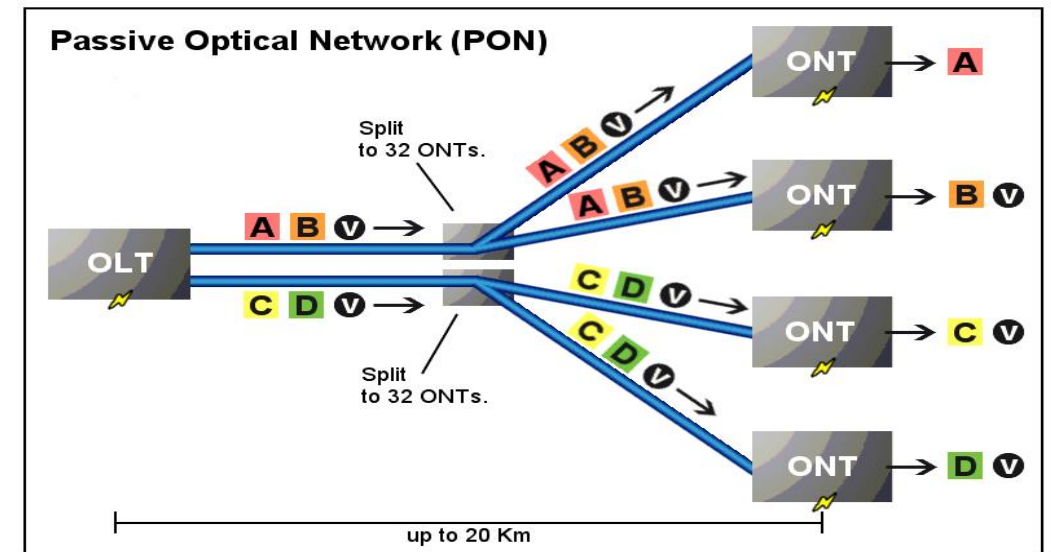 Passive Optical Network (PON)
ONT
A
Split
to 32 ONTs.
A B V
A B V
ONT
B V
A B V
OLT
C D V
C D V
ONT
C V
C D V
Split
to 32 ONTs.
ONT
D V
up to 20 Km